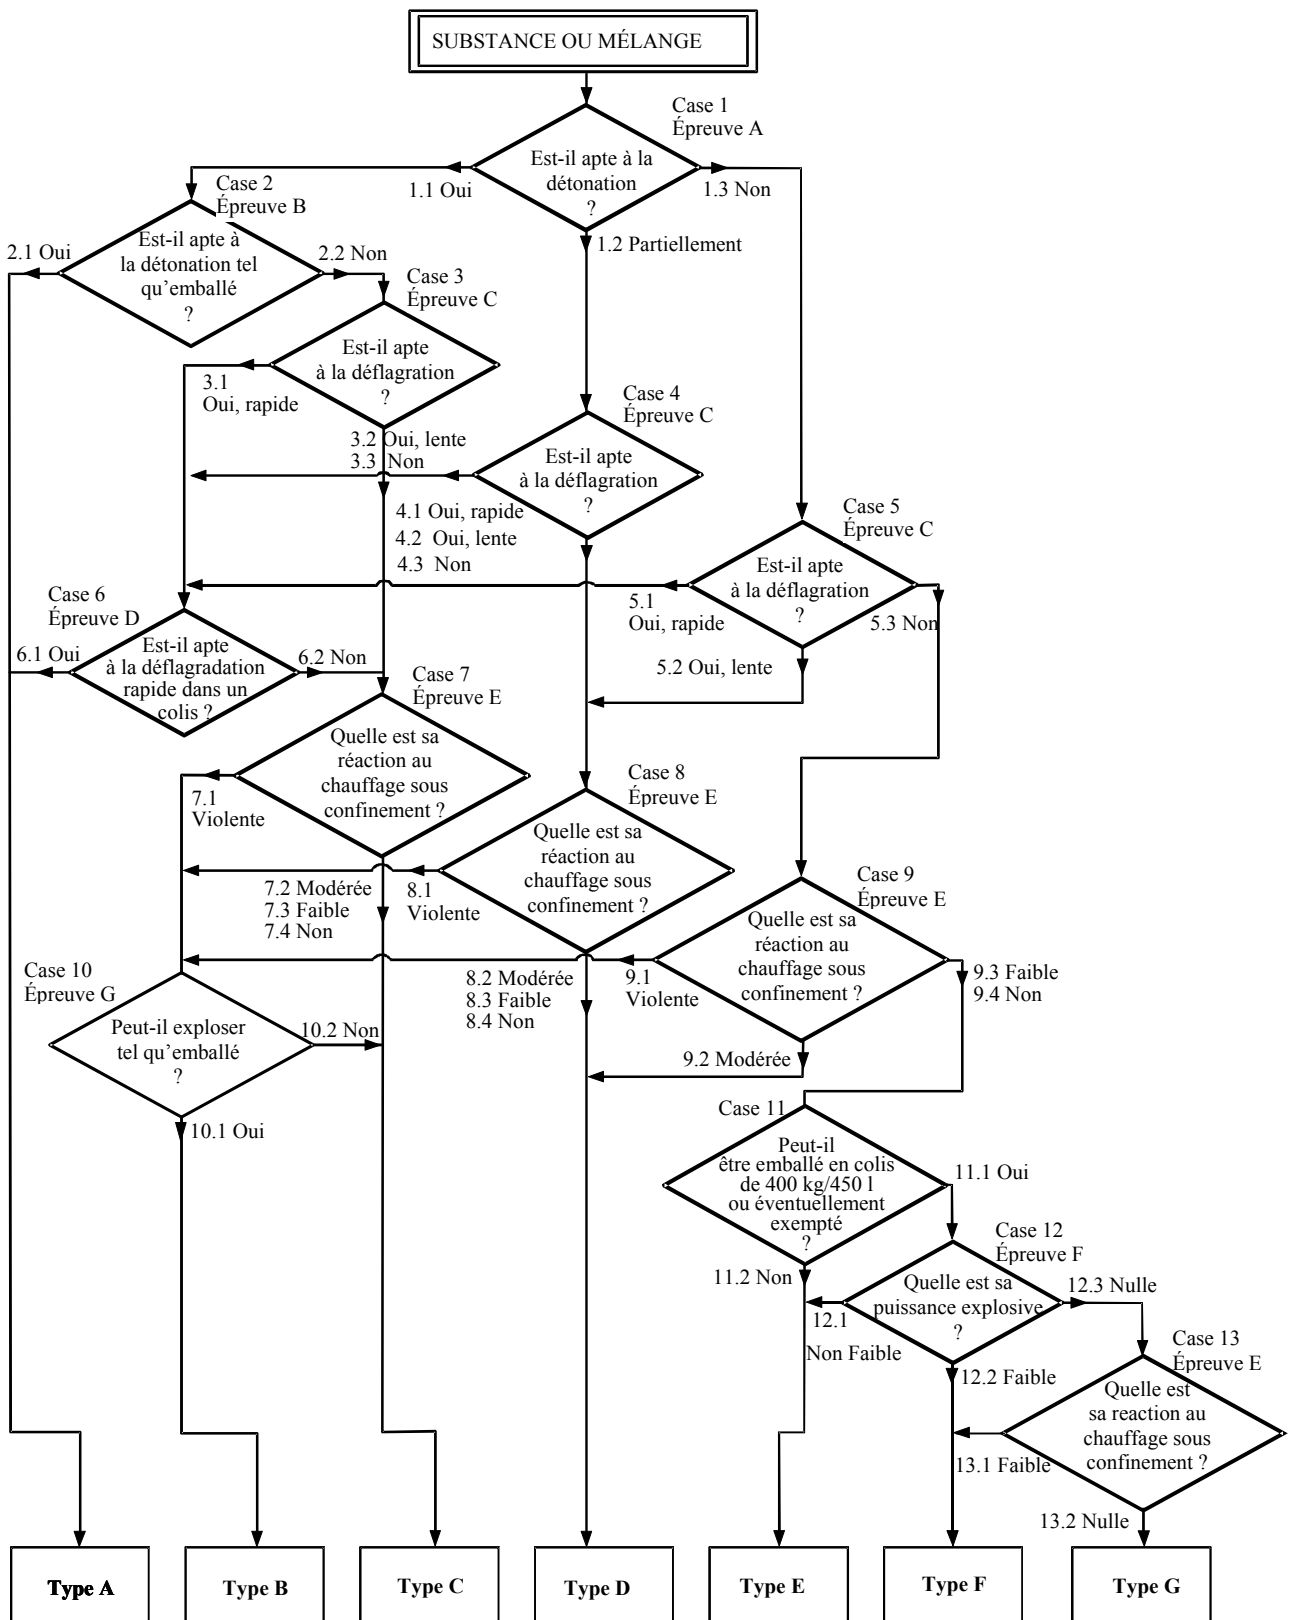 SUBSTANCE OU MÉLANGE
Case 1
Épreuve A
Est-il apte à la
détonation
?
1.1 Oui
1.3 Non
1.2 Partiellement
Case 2
Épreuve B
Est-il apte à
la détonation tel
qu’emballé
?
2.1 Oui
2.2 Non
Case 3
Épreuve C
Est-il apte
à la déflagration
?
3.1
Oui, rapide
3.2 Oui, lente
3.3 Non
Case 4
Épreuve C
Est-il apte
à la déflagration
?
4.1 Oui, rapide
4.2 Oui, lente
4.3 Non
Case 5
Épreuve C
Est-il apte
à la déflagration
?
5.1
Oui, rapide
5.3 Non
5.2 Oui, lente
Case 6
Épreuve D
Est-il apte
à la déflagradation
rapide dans un
colis ?
6.1 Oui
6.2 Non
Case 7
Épreuve E
Quelle est sa
réaction au
chauffage sous
confinement ?
7.1
Violente
7.2 Modérée
7.3 Faible
7.4 Non
Case 8
Épreuve E
Quelle est sa
réaction au
chauffage sous
confinement ?
8.1
Violente
8.2 Modérée
8.3 Faible
8.4 Non
Case 9
Épreuve E
Quelle est sa
réaction au
chauffage sous
confinement ?
9.1
Violente
9.3 Faible
9.4 Non
9.2 Modérée
Case 10
Épreuve G
Peut-il exploser
tel qu’emballé
?
10.2 Non
10.1 Oui
Case 11
Peut-il
être emballé en colis
de 400 kg/450 l
ou éventuellement
exempté
?
11.1 Oui
11.2 Non
Case 12
Épreuve F
Quelle est sa
puissance explosive
?
12.1
Non Faible
12.3 Nulle
12.2 Faible
Case 13
Épreuve E
Quelle est
sa reaction au
chauffage sous
confinement ?
13.1 Faible
13.2 Nulle
Type A
Type B
Type C
Type D
Type E
Type F
Type G